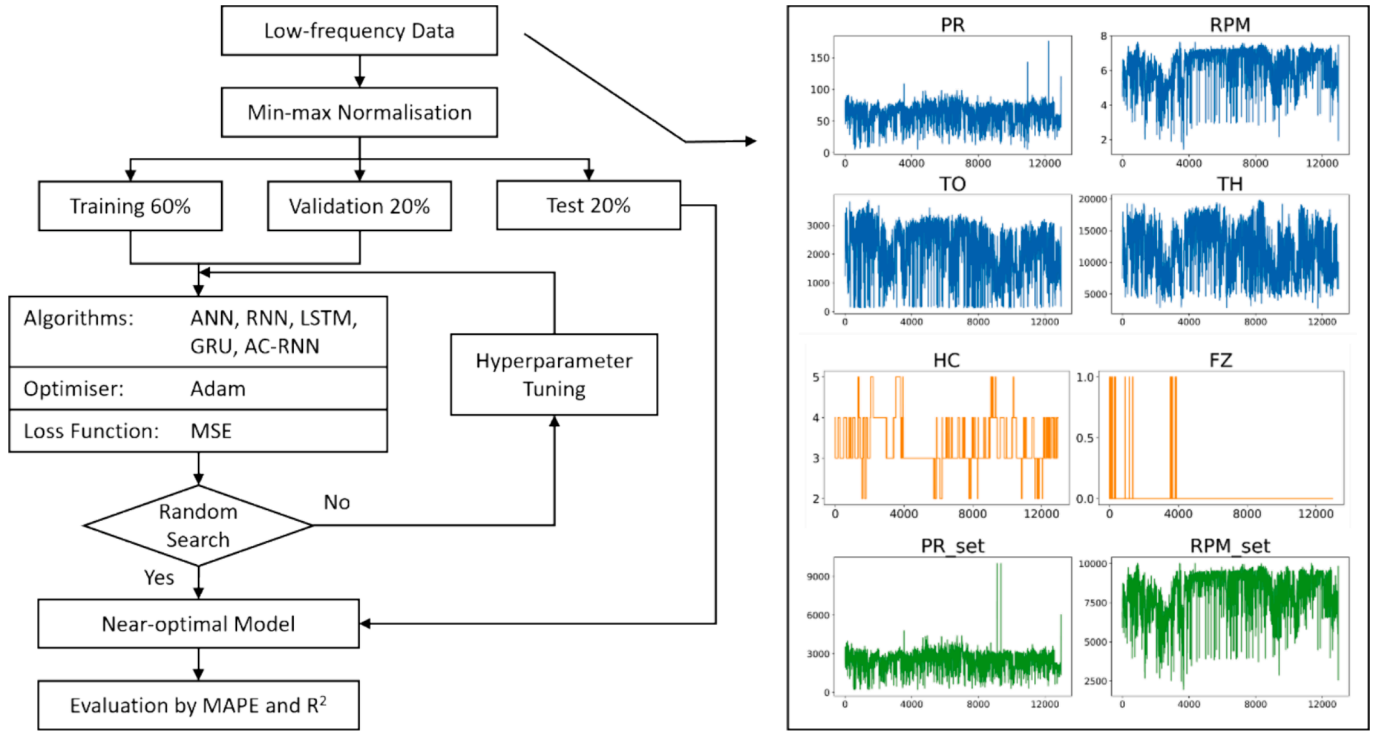 Low-frequency Data
Min-max Normalisation
Training 60%
Validation 20%
Test 20%
Algorithms: ANN, RNN, LSTM,
GRU, AC-RNN
Optimiser: Adam
Loss Function: MSE
Hyperparameter
Tuning
Random
Search
No
Yes
Near-optimal Model
Evaluation by MAPE and R²
PR
150
100
50
0
0 4000 8000 12000
RPM
8
6
4
2
0 4000 8000 12000
TO
3000
2000
1000
0
0 4000 8000 12000
TH
20000
15000
10000
5000
0 4000 8000 12000
HC
5
4
3
2
0 4000 8000 12000
FZ
1.0
0.5
0.0
0 4000 8000 12000
PR_set
9000
6000
3000
0
0 4000 8000 12000
RPM_set
10000
7500
5000
2500
0 4000 8000 12000